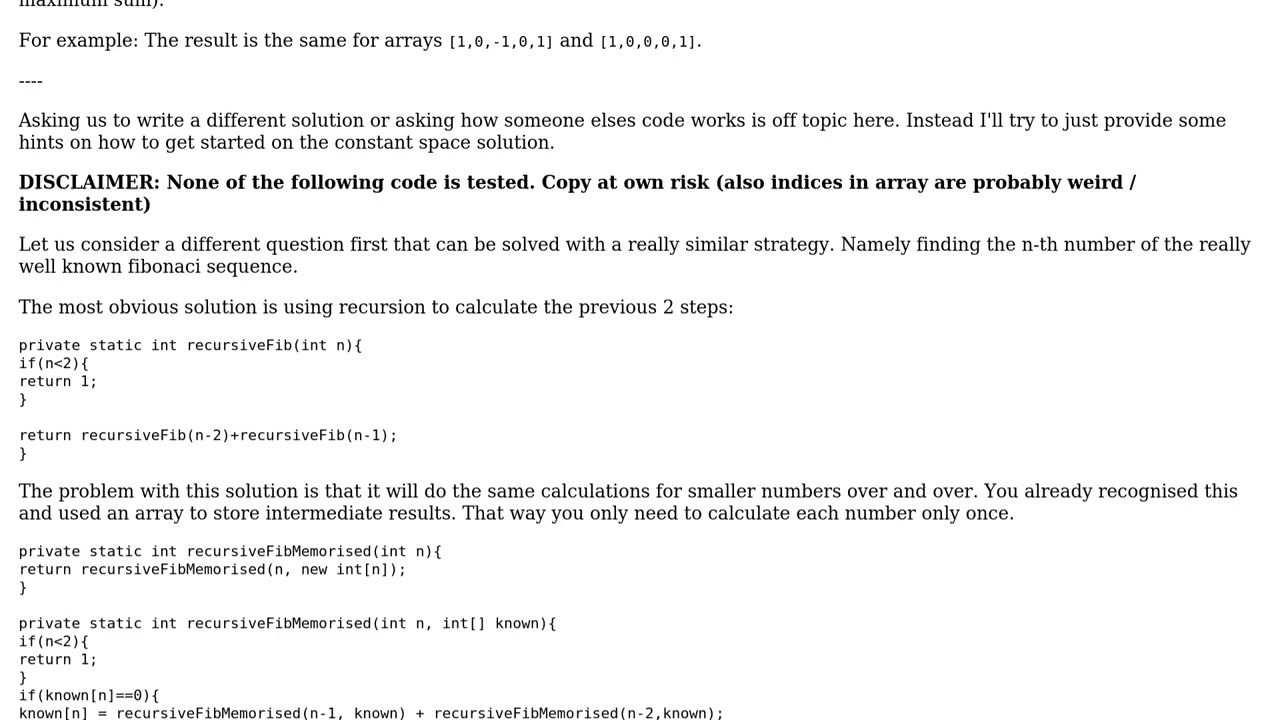 maximum sum).
For example: The result is the same for arrays [1,0,-1,0,1] and [1,0,0,0,1].
----
Asking us to write a different solution or asking how someone elses code works is off topic here. Instead I'll try to just provide some
hints on how to get started on the constant space solution.
DISCLAIMER: None of the following code is tested. Copy at own risk (also indices in array are probably weird /
inconsistent)
Let us consider a different question first that can be solved with a really similar strategy. Namely finding the n-th number of the really
well known fibonaci sequence.
The most obvious solution is using recursion to calculate the previous 2 steps:
private static int recursiveFib(int n){
if(n<2){
return 1;
}
return recursiveFib(n-2)+recursiveFib(n-1);
}
The problem with this solution is that it will do the same calculations for smaller numbers over and over. You already recognised this
and used an array to store intermediate results. That way you only need to calculate each number only once.
private static int recursiveFibMemorised(int n){
return recursiveFibMemorised(n, new int[n]);
}
private static int recursiveFibMemorised(int n, int[] known){
if(n<2){
return 1;
}
if(known[n]==0){
known[n] = recursiveFibMemorised(n-1, known) + recursiveFibMemorised(n-2,known);